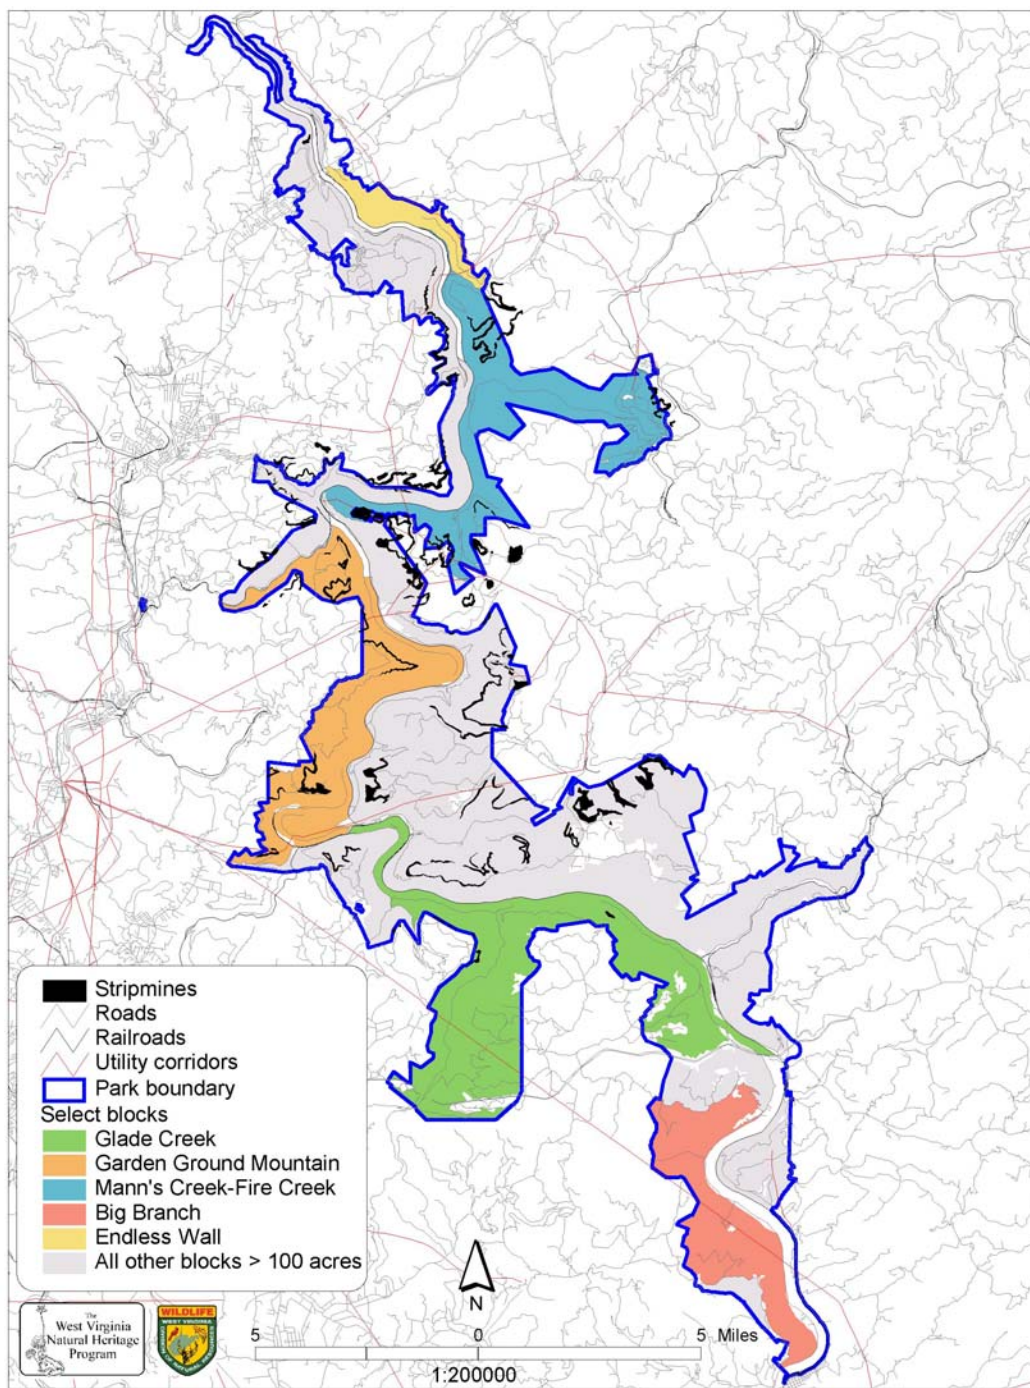 Stripmines
Roads
Railroads
Utility corridors
Park boundary
Select blocks
Glade Creek
Garden Ground Mountain
Mann's Creek-Fire Creek
Big Branch
Endless Wall
All other blocks > 100 acres
N
The
West Virginia
Natural Heritage
Program
WILDLIFE
WEST VIRGINIA
5 0 5 Miles
1:200000